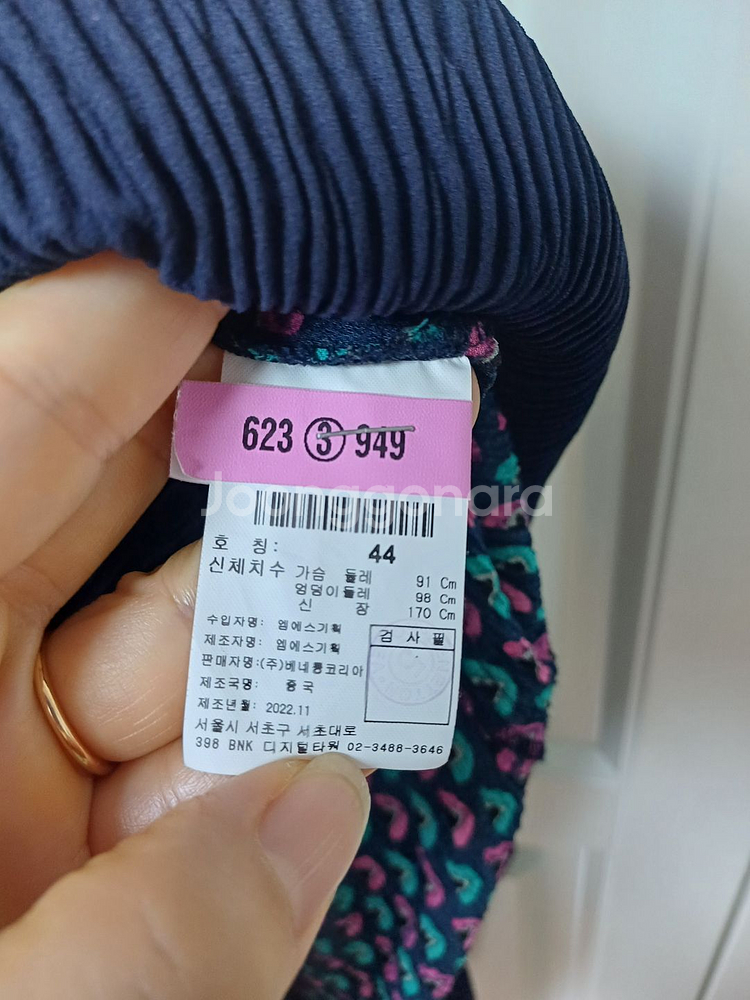 623 ③ 949
Joonggonara
호 칭: 44
신체치수 가슴 둘레 91 Cm
엉덩이둘레 98 Cm
신 장 170 Cm
수입자명: 엠에스기획
제조자명: 엠에스기획
검 사 필
판매자명:(주)베네통코리아
제조국명: 중국
제조년월: 2022.11
서울시 서초구 서초대로
398 BNK 디지털타워 02-3488-3646